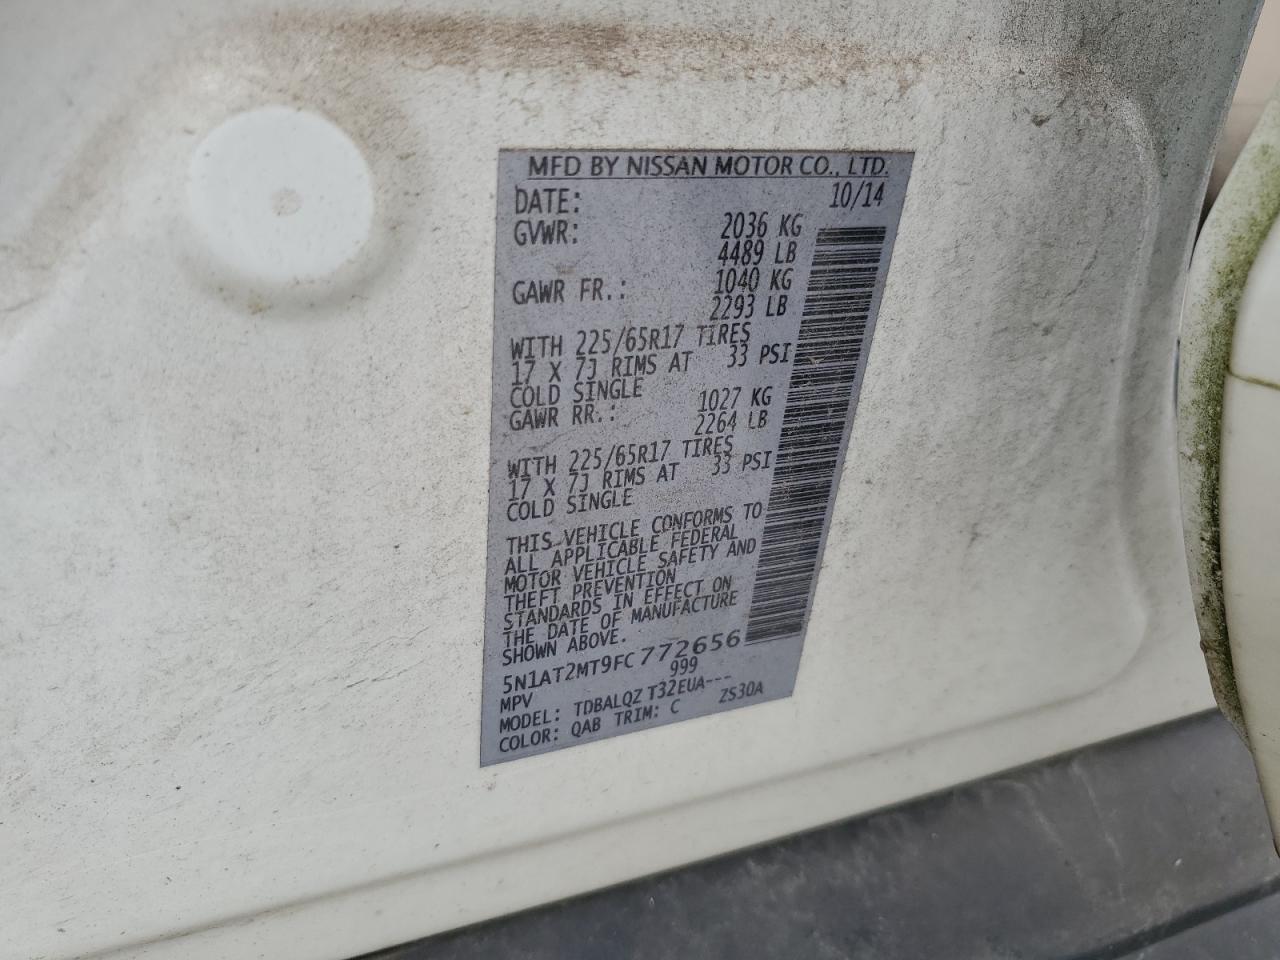 MFD BY NISSAN MOTOR CO., LTD.
DATE: 10/14
GVWR: 2036 KG
4489 LB
GAWR FR.: 1040 KG
2293 LB
WITH 225/65R17 TIRES
17 X 7J RIMS AT 33 PSI
COLD SINGLE
GAWR RR.: 1027 KG
2264 LB
WITH 225/65R17 TIRES
17 X 7J RIMS AT 33 PSI
COLD SINGLE
THIS VEHICLE CONFORMS TO
ALL APPLICABLE FEDERAL
MOTOR VEHICLE SAFETY AND
THEFT PREVENTION
STANDARDS IN EFFECT ON
THE DATE OF MANUFACTURE
SHOWN ABOVE.
5N1AT2MT9FC772656
MPV 999
MODEL: TDBALQZ T32EUA---
COLOR: QAB TRIM: C ZS30A